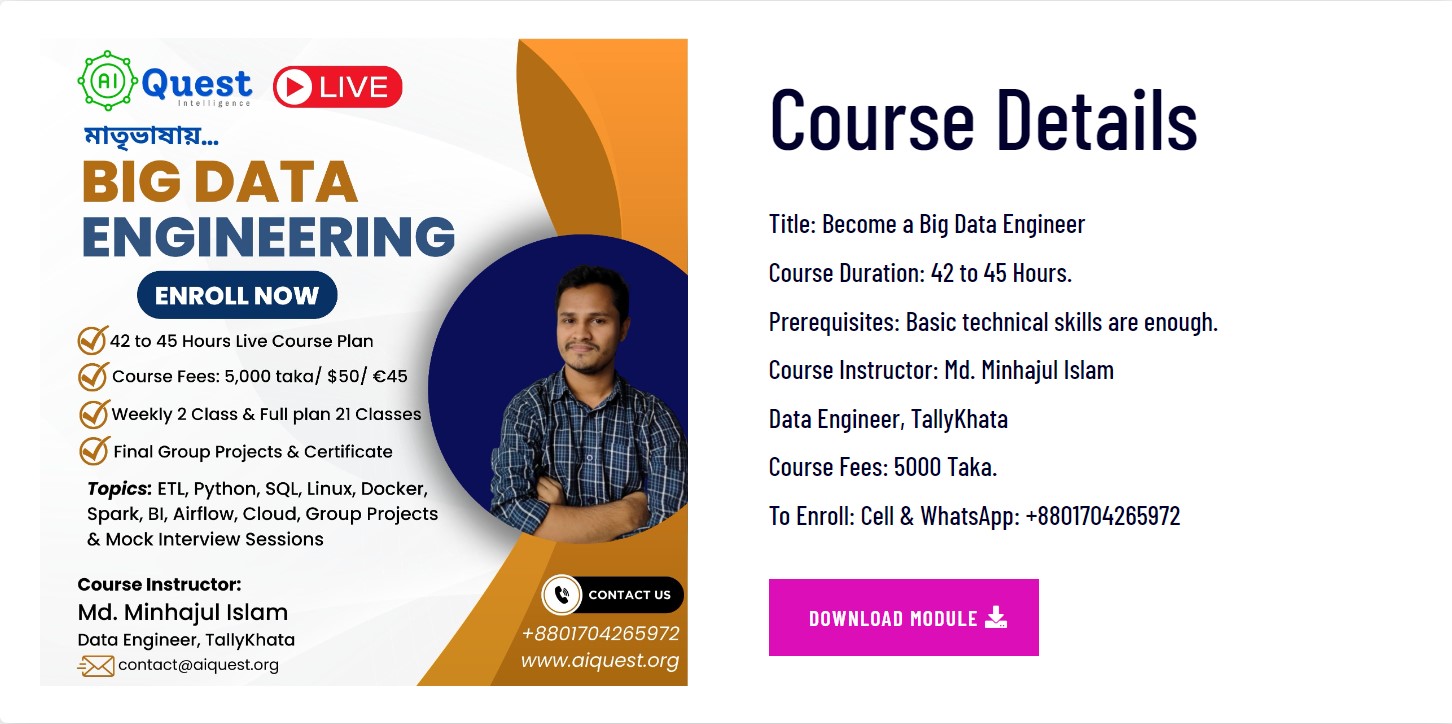 AI Quest
Intelligence
LIVE
মাতৃভাষায়...
BIG DATA
ENGINEERING
ENROLL NOW
42 to 45 Hours Live Course Plan
Course Fees: 5,000 taka/ $50/ €45
Weekly 2 Class & Full plan 21 Classes
Final Group Projects & Certificate
Topics: ETL, Python, SQL, Linux, Docker,
Spark, BI, Airflow, Cloud, Group Projects
& Mock Interview Sessions
Course Instructor:
Md. Minhajul Islam
Data Engineer, TallyKhata
contact@aiquest.org
CONTACT US
+8801704265972
www.aiquest.org
Course Details
Title: Become a Big Data Engineer
Course Duration: 42 to 45 Hours.
Prerequisites: Basic technical skills are enough.
Course Instructor: Md. Minhajul Islam
Data Engineer, TallyKhata
Course Fees: 5000 Taka.
To Enroll: Cell & WhatsApp: +8801704265972
DOWNLOAD MODULE